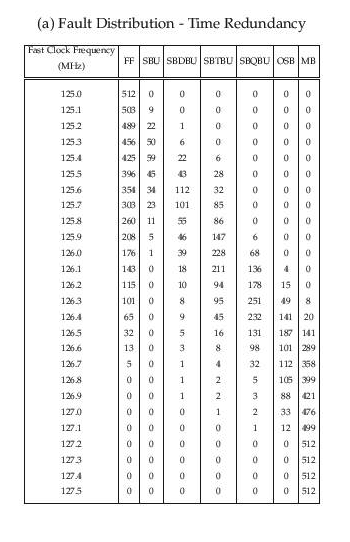 (a) Fault Distribution - Time Redundancy
Fast Clock Frequency (MHz) FF SBU SBDBU SBTBU SBQBU OSB MB
125.0 512 0 0 0 0 0 0
125.1 503 9 0 0 0 0 0
125.2 489 22 1 0 0 0 0
125.3 456 50 6 0 0 0 0
125.4 425 59 22 6 0 0 0
125.5 396 45 43 28 0 0 0
125.6 354 34 112 32 0 0 0
125.7 303 23 101 85 0 0 0
125.8 260 11 55 86 0 0 0
125.9 208 5 46 147 6 0 0
126.0 176 1 39 228 68 0 0
126.1 143 0 18 211 136 4 0
126.2 115 0 10 94 178 15 0
126.3 101 0 8 95 251 49 8
126.4 65 0 9 45 232 141 20
126.5 32 0 5 16 131 187 141
126.6 13 0 3 8 98 101 289
126.7 5 0 1 4 32 112 358
126.8 0 0 1 2 5 105 399
126.9 0 0 1 2 3 88 421
127.0 0 0 0 1 2 33 476
127.1 0 0 0 0 1 12 499
127.2 0 0 0 0 0 0 512
127.3 0 0 0 0 0 0 512
127.4 0 0 0 0 0 0 512
127.5 0 0 0 0 0 0 512